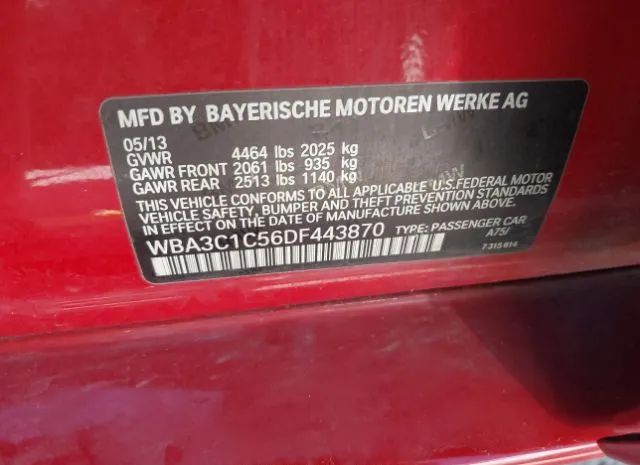 MFD BY BAYERISCHE MOTOREN WERKE AG
05/13
GVWR 4464 lbs 2025 kg
GAWR FRONT 2061 lbs 935 kg
GAWR REAR 2513 lbs 1140 kg
THIS VEHICLE CONFORMS TO ALL APPLICABLE U.S.FEDERAL MOTOR
VEHICLE SAFETY, BUMPER, AND THEFT PREVENTION STANDARDS
IN EFFECT ON THE DATE OF MANUFACTURE SHOWN ABOVE.
WBA3C1C56DF443870 TYPE: PASSENGER CAR
A75/
7 315 814